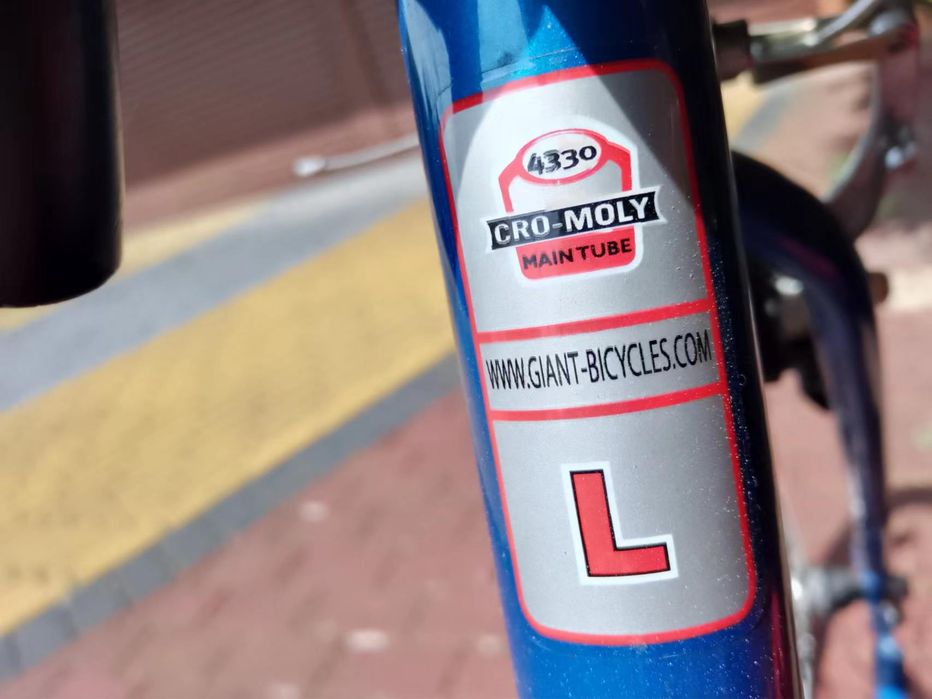 4330
CRO-MOLY
MAIN TUBE
WWW.GIANT-BICYCLES.COM
L